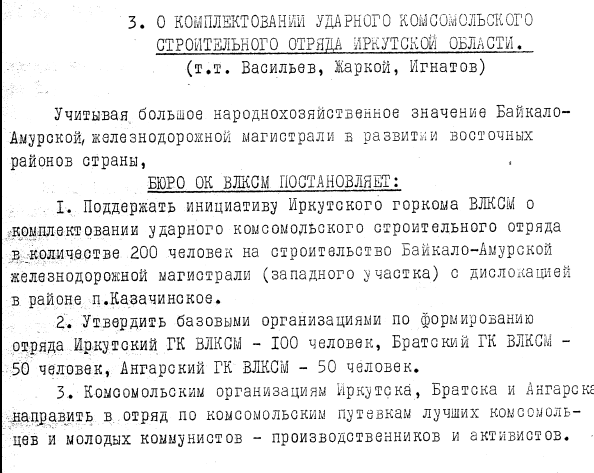 3. О КОМПЛЕКТОВАНИИ УДАРНОГО КОМСОМОЛЬСКОГО
СТРОИТЕЛЬНОГО ОТРЯДА ИРКУТСКОЙ ОБЛАСТИ.
(т.т. Васильев, Жаркой, Игнатов)
Учитывая большое народнохозяйственное значение Байкало-
Амурской, железнодорожной магистрали в развитии восточных
районов страны,
БЮРО ОК ВЛКСМ ПОСТАНОВЛЯЕТ:
I. Поддержать инициативу Иркутского горкома ВЛКСМ о
комплектовании ударного комсомольского строительного отряда
в количестве 200 человек на строительство Байкало-Амурской
железнодорожной магистрали (западного участка) с дислокацией
в районе п.Казачинское.
2. Утвердить базовыми организациями по формированию
отряда Иркутский ГК ВЛКСМ - I00 человек, Братский ГК ВЛКСМ -
50 человек, Ангарский ГК ВЛКСМ - 50 человек.
3. Комсомольским организациям Иркутска, Братска и Ангарска
направить в отряд по комсомольским путевкам лучших комсомоль-
цев и молодых коммунистов - производственников и активистов.